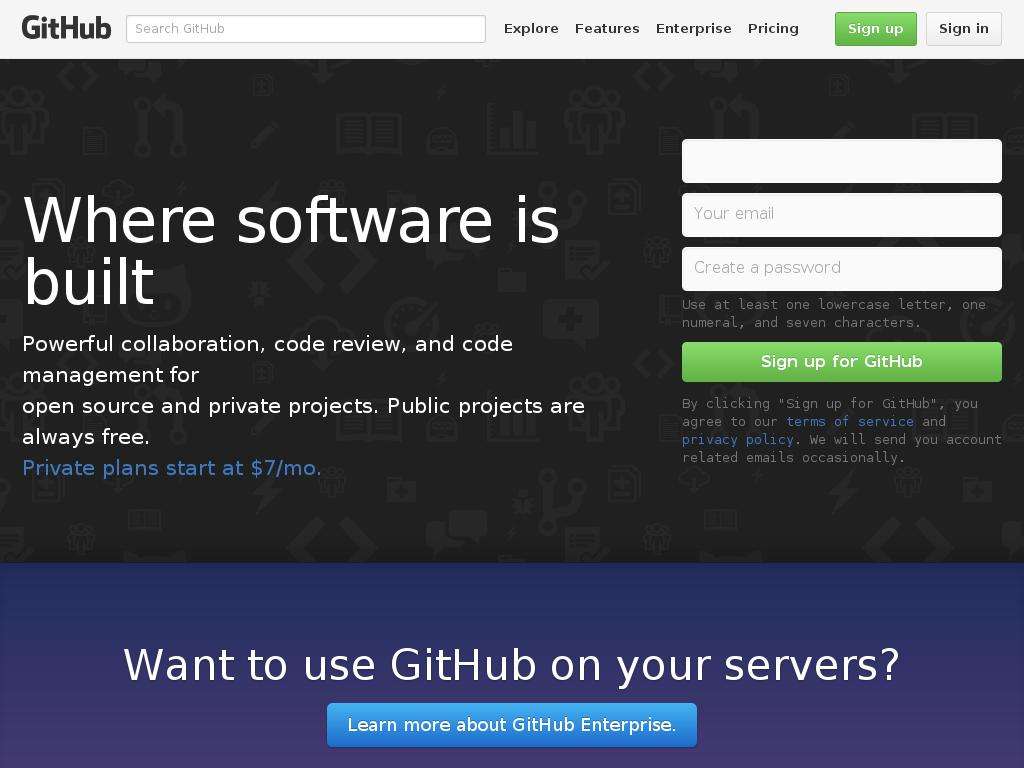 GitHub
Search GitHub
Explore Features Enterprise Pricing
Sign up
Sign in
Where software is
built
Powerful collaboration, code review, and code
management for
open source and private projects. Public projects are
always free.
Private plans start at $7/mo.
Your email
Create a password
Use at least one lowercase letter, one
numeral, and seven characters.
Sign up for GitHub
By clicking "Sign up for GitHub", you
agree to our terms of service and
privacy policy. We will send you account
related emails occasionally.
Want to use GitHub on your servers?
Learn more about GitHub Enterprise.